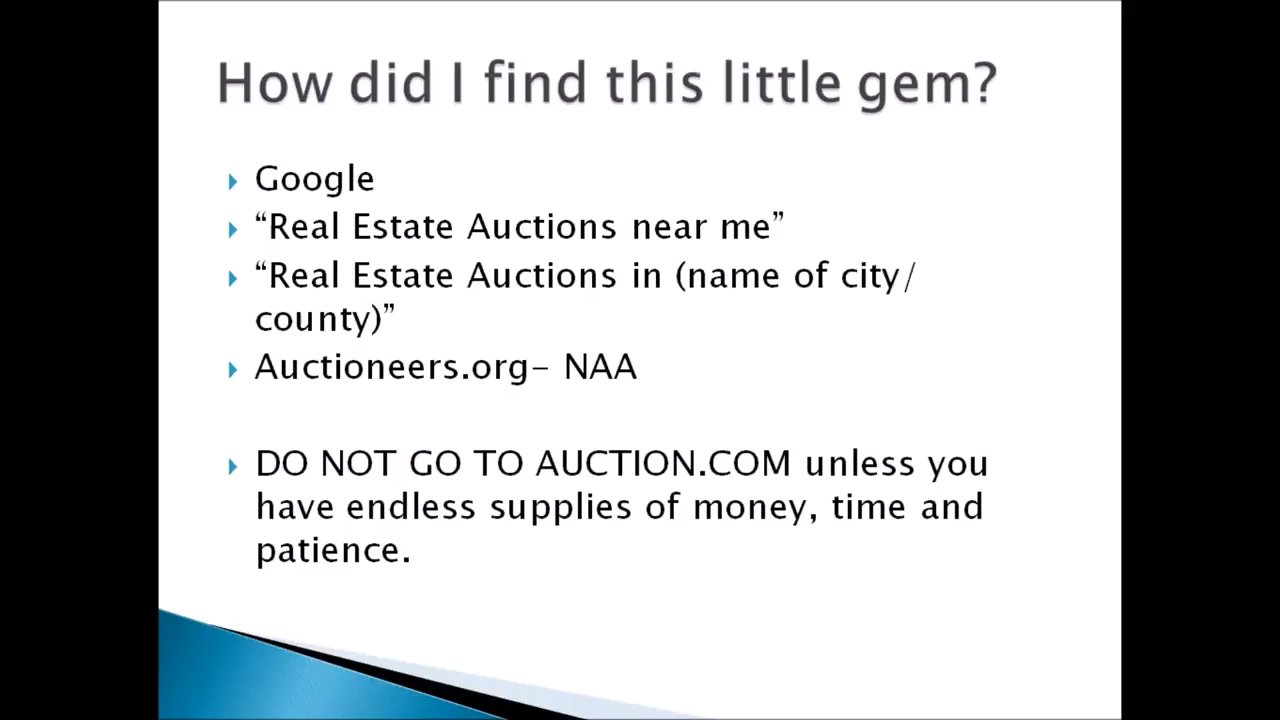 How did I find this little gem?
Google
“Real Estate Auctions near me”
“Real Estate Auctions in (name of city/
county)”
Auctioneers.org- NAA
DO NOT GO TO AUCTION.COM unless you
have endless supplies of money, time and
patience.